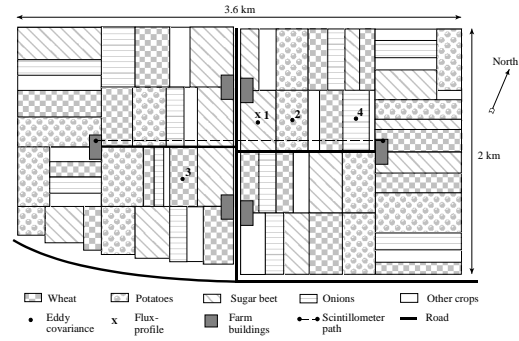 3.6 km
North
x 1
2
4
2 km
3
Wheat Potatoes Sugar beet Onions Other crops
Eddy covariance x Flux-profile Farm buildings Scintillometer path Road